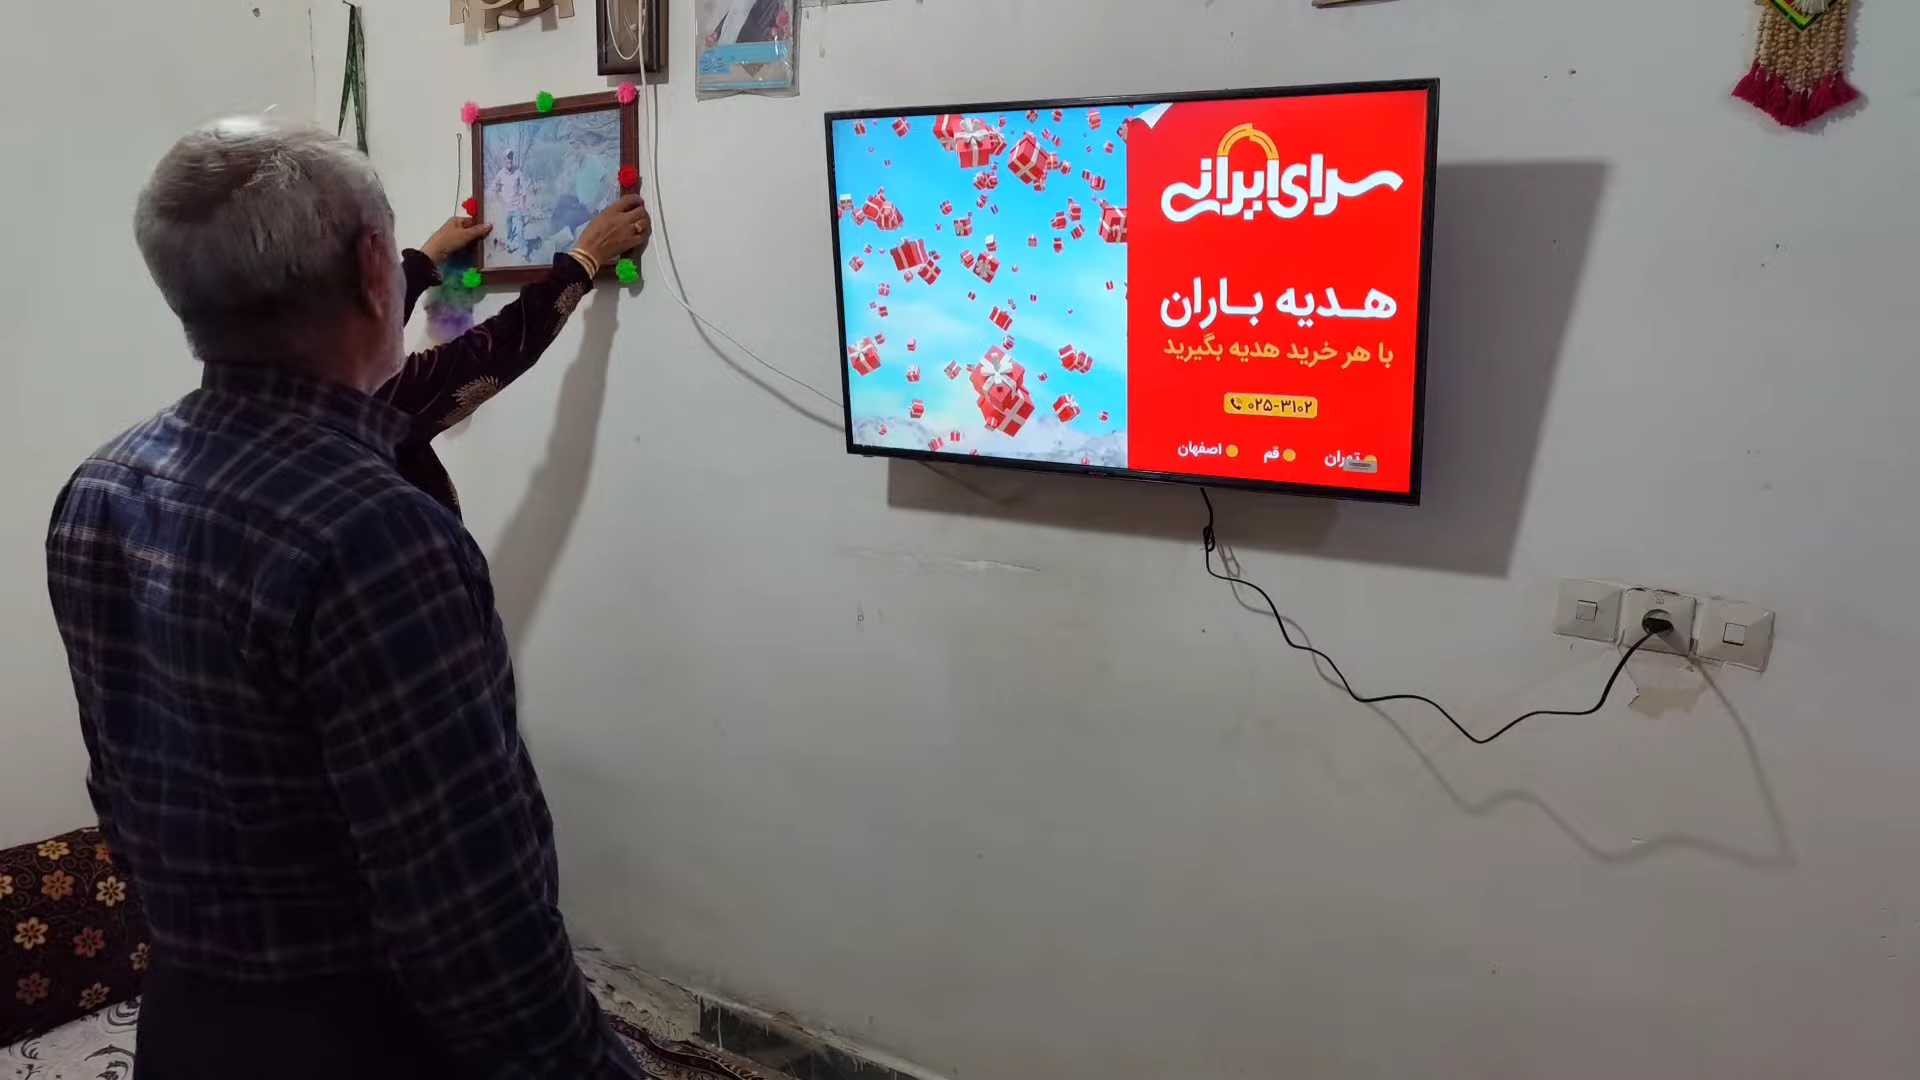 سرای ایرانی
هدیه باران
با هر خرید هدیه بگیرید
۰۲۵-۳۱۰۲
تهران
قم
اصفهان